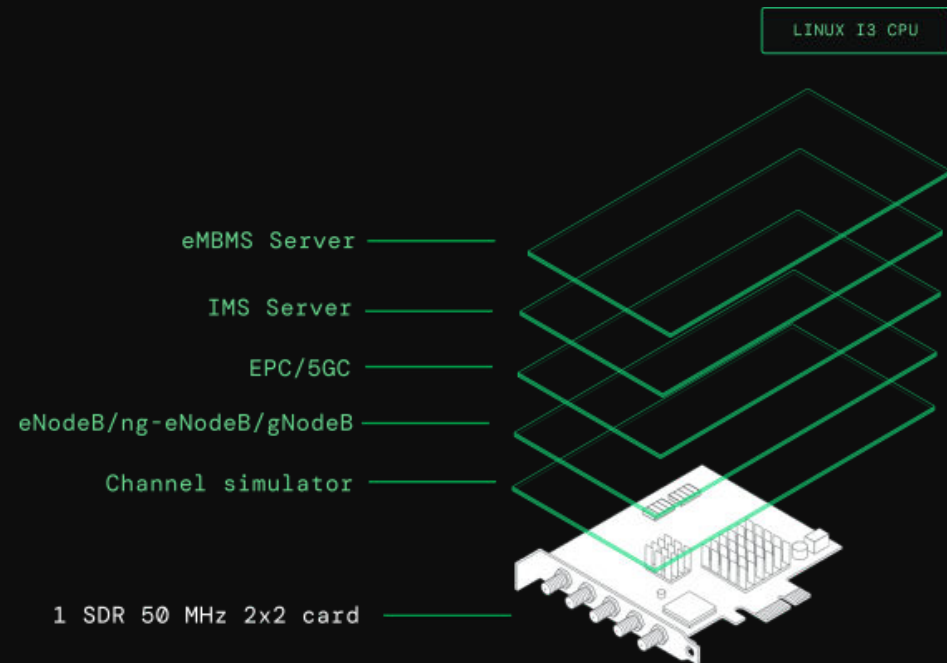 LINUX I3 CPU
eMBMS Server
IMS Server
EPC/5GC
eNodeB/ng-eNodeB/gNodeB
Channel simulator
1 SDR 50 MHz 2x2 card